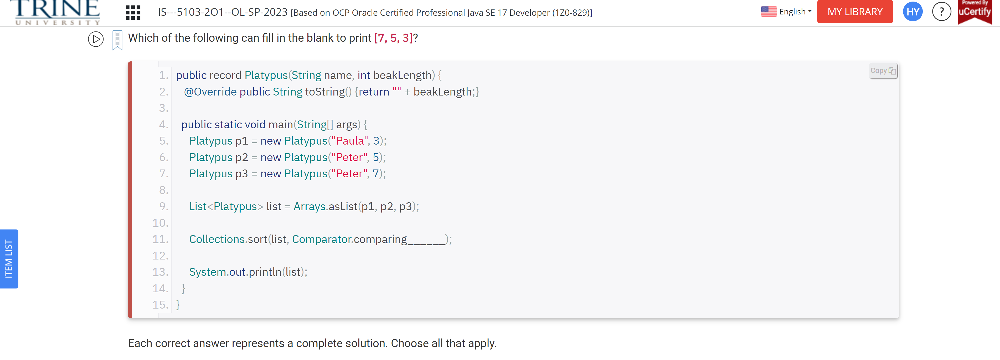 TRINE
UNIVERSITY
IS---5103-2O1--OL-SP-2023 [Based on OCP Oracle Certified Professional Java SE 17 Developer (1Z0-829)]
English
MY LIBRARY
HY
?
Powered By
uCertify
Which of the following can fill in the blank to print [7, 5, 3]?
Copy
1. public record Platypus(String name, int beakLength) {
2. @Override public String toString() {return "" + beakLength;}
3.
4. public static void main(String[] args) {
5. Platypus p1 = new Platypus("Paula", 3);
6. Platypus p2 = new Platypus("Peter", 5);
7. Platypus p3 = new Platypus("Peter", 7);
8.
9. List<Platypus> list = Arrays.asList(p1, p2, p3);
10.
11. Collections.sort(list, Comparator.comparing______);
12.
13. System.out.println(list);
14. }
15. }
ITEM LIST
Each correct answer represents a complete solution. Choose all that apply.